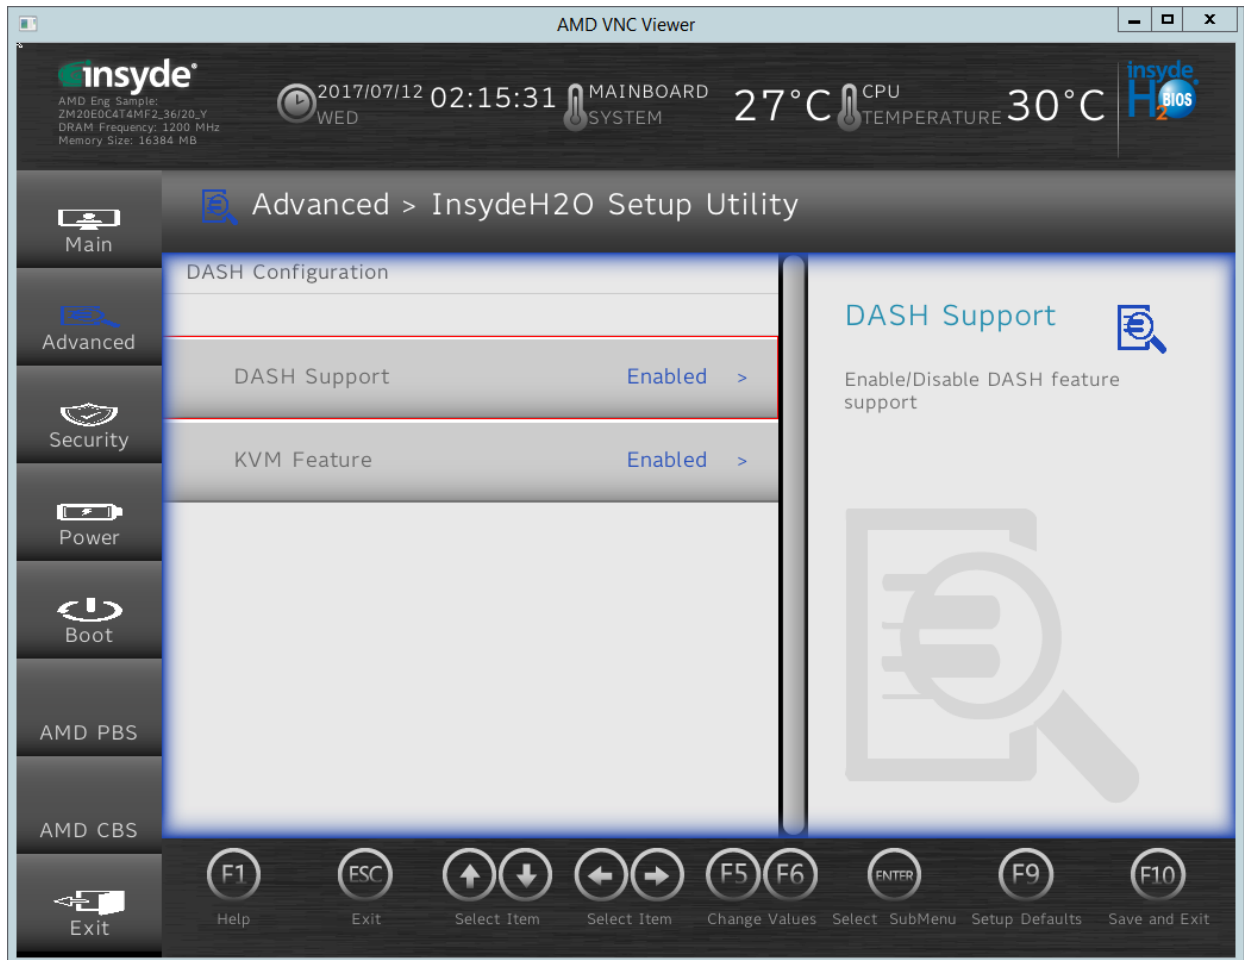 AMD VNC Viewer
insyde
AMD Eng Sample:
ZM20E0C4T4MF2_36/20_Y
DRAM Frequency: 1200 MHz
Memory Size: 16384 MB
2017/07/12
WED
02:15:31
MAINBOARD
SYSTEM
27°C
CPU
TEMPERATURE
30°C
insyde
H2O
BIOS
Main
Advanced
Security
Power
Boot
AMD PBS
AMD CBS
Exit
Advanced > InsydeH2O Setup Utility
DASH Configuration
DASH Support Enabled >
KVM Feature Enabled >
DASH Support
Enable/Disable DASH feature
support
F1 ESC F5 F6 ENTER F9 F10
Help Exit Select Item Select Item Change Values Select SubMenu Setup Defaults Save and Exit